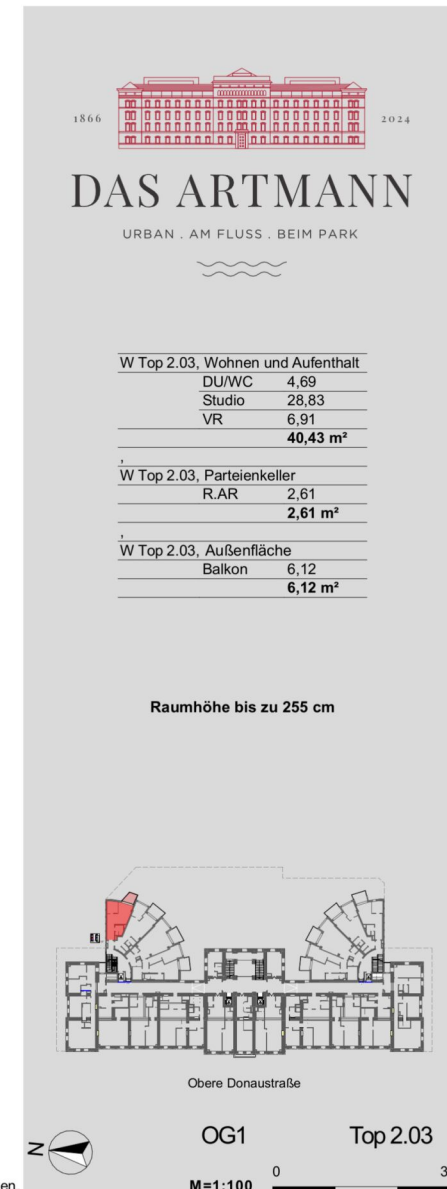 1866 2024
DAS ARTMANN
URBAN . AM FLUSS . BEIM PARK
W Top 2.03, Wohnen und Aufenthalt
DU/WC 4,69
Studio 28,83
VR 6,91
40,43 m²
,
W Top 2.03, Parteienkeller
R.AR 2,61
2,61 m²
,
W Top 2.03, Außenfläche
Balkon 6,12
6,12 m²
Raumhöhe bis zu 255 cm
Obere Donaustraße
N OG1 Top 2.03
0 3
en M=1:100